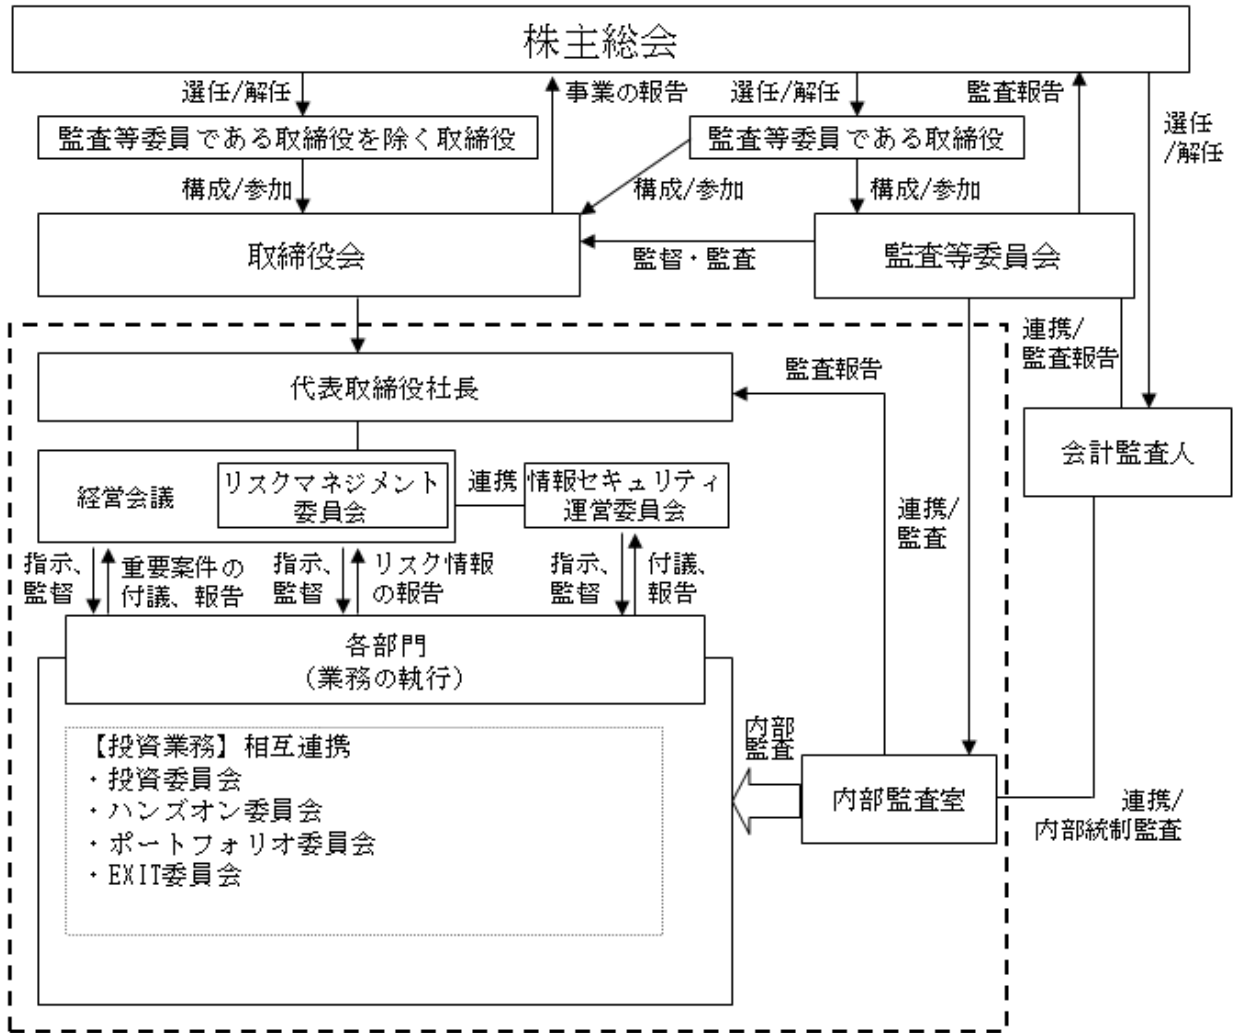 株主総会
選任/解任
事業の報告
選任/解任
監査報告
選任
/解任
監査等委員である取締役を除く取締役
監査等委員である取締役
構成/参加
構成/参加
構成/参加
取締役会
監督・監査
監査等委員会
連携/
監査報告
代表取締役社長
監査報告
会計監査人
経営会議
リスクマネジメント
委員会
連携
情報セキュリティ
運営委員会
連携/
監査
指示、
監督
重要案件の
付議、報告
指示、
監督
リスク情報
の報告
指示、
監督
付議、
報告
各部門
（業務の執行）
内部
監査
【投資業務】相互連携
・投資委員会
・ハンズオン委員会
・ポートフォリオ委員会
・EXIT委員会
内部監査室
連携/
内部統制監査